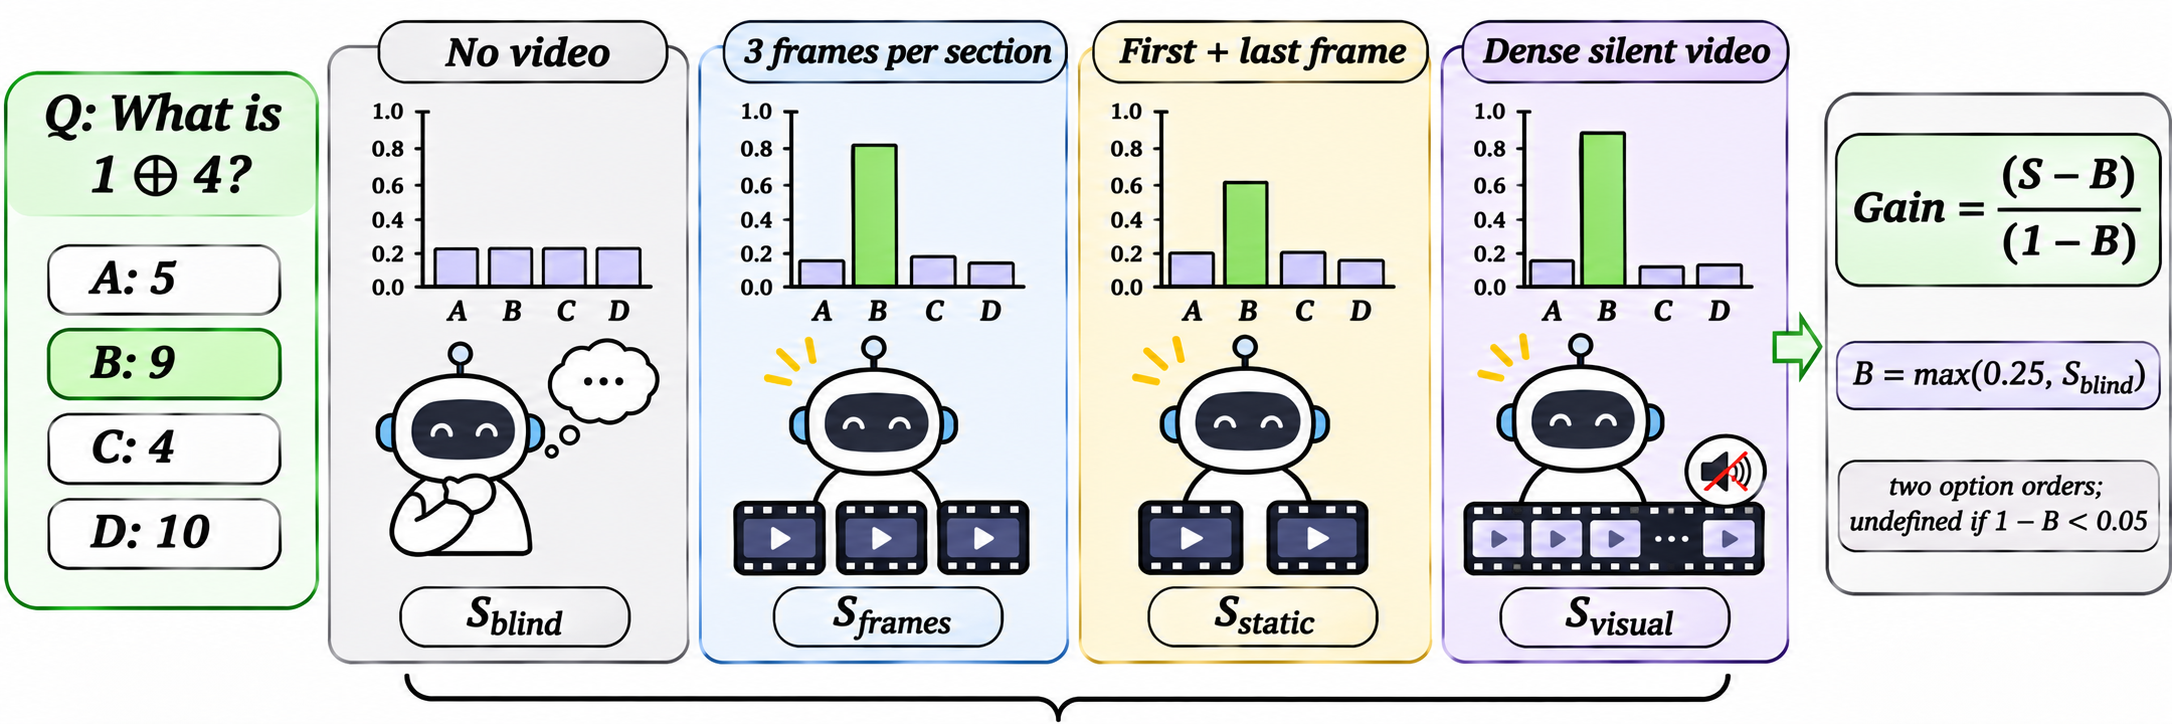 Q: What is
1 ⊕ 4?
A: 5
B: 9
C: 4
D: 10
No video
1.0
0.8
0.6
0.4
0.2
0.0
A B C D
...
S_blind
3 frames per section
1.0
0.8
0.6
0.4
0.2
0.0
A B C D
S_frames
First + last frame
1.0
0.8
0.6
0.4
0.2
0.0
A B C D
S_static
Dense silent video
1.0
0.8
0.6
0.4
0.2
0.0
A B C D
...
S_visual
Gain = (S − B)
(1 − B)
B = max(0.25, S_blind)
two option orders;
undefined if 1 − B < 0.05